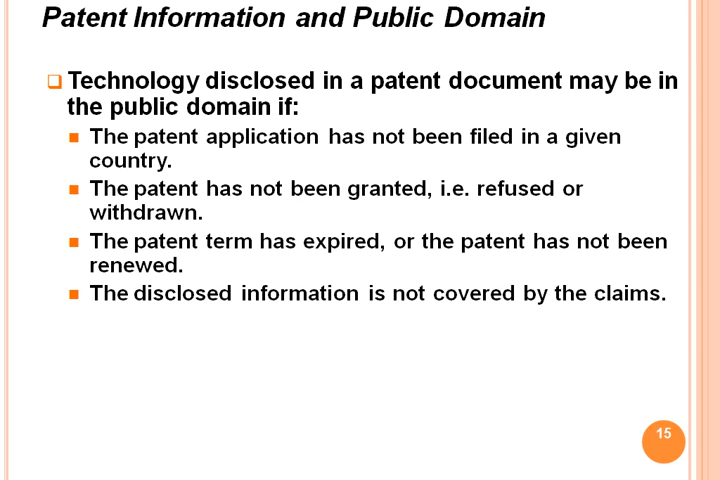 Patent Information and Public Domain
Technology disclosed in a patent document may be in
the public domain if:
The patent application has not been filed in a given
country.
The patent has not been granted, i.e. refused or
withdrawn.
The patent term has expired, or the patent has not been
renewed.
The disclosed information is not covered by the claims.
15